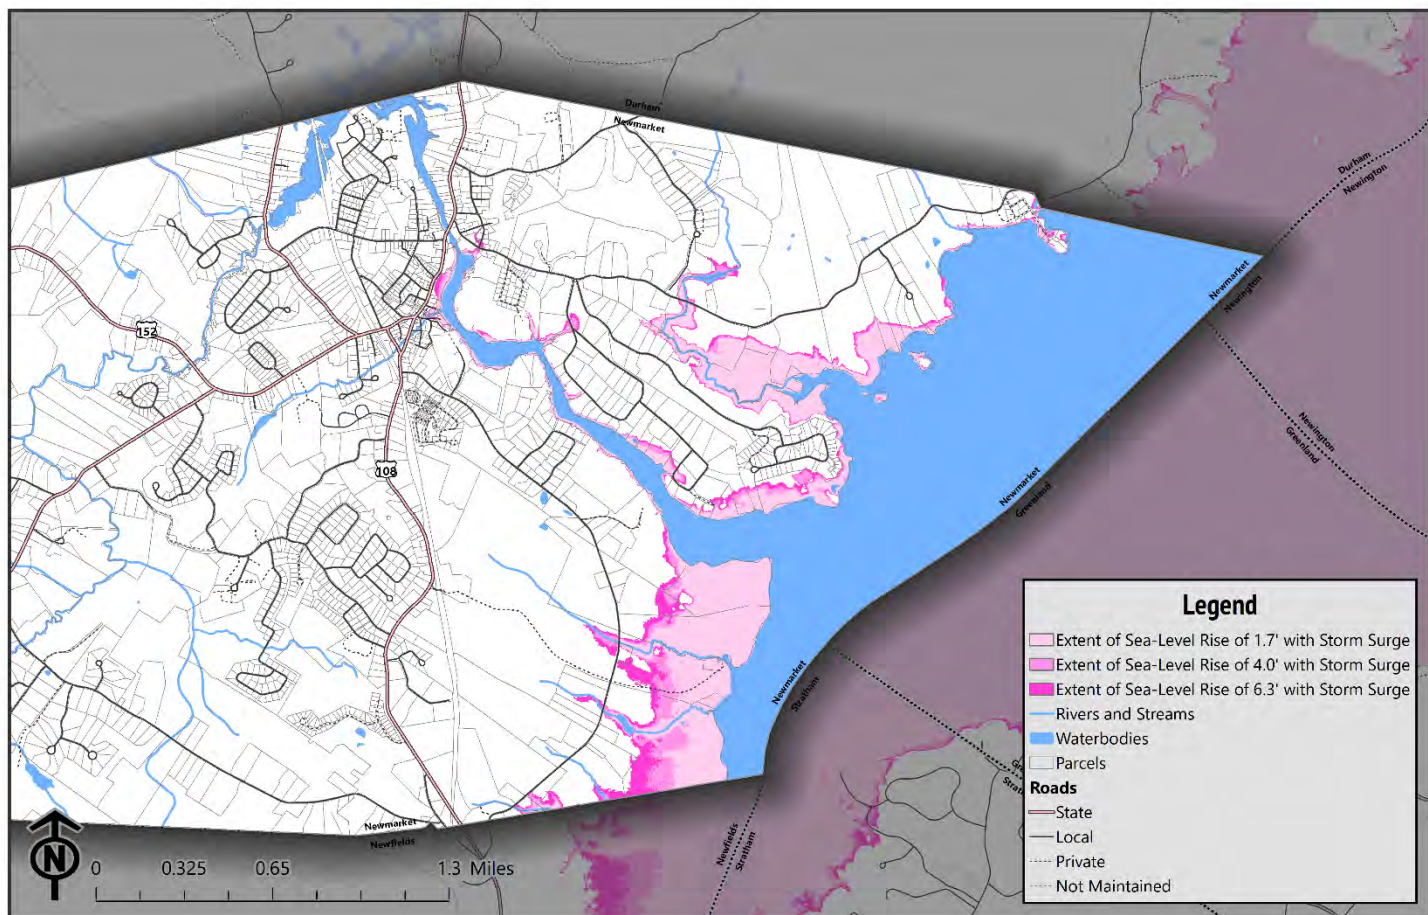 Durham
Newmarket
Durham
Newington
Newmarket
Newington
152
Newington
Greenland
108
Newmarket
Greenland
Newmarket
Stratham
Newmarket
Newfields
Newfields
Stratham
N
0 0.325 0.65 1.3 Miles
Legend
Extent of Sea-Level Rise of 1.7' with Storm Surge
Extent of Sea-Level Rise of 4.0' with Storm Surge
Extent of Sea-Level Rise of 6.3' with Storm Surge
Rivers and Streams
Waterbodies
Parcels
Roads
State
Local
Private
Not Maintained